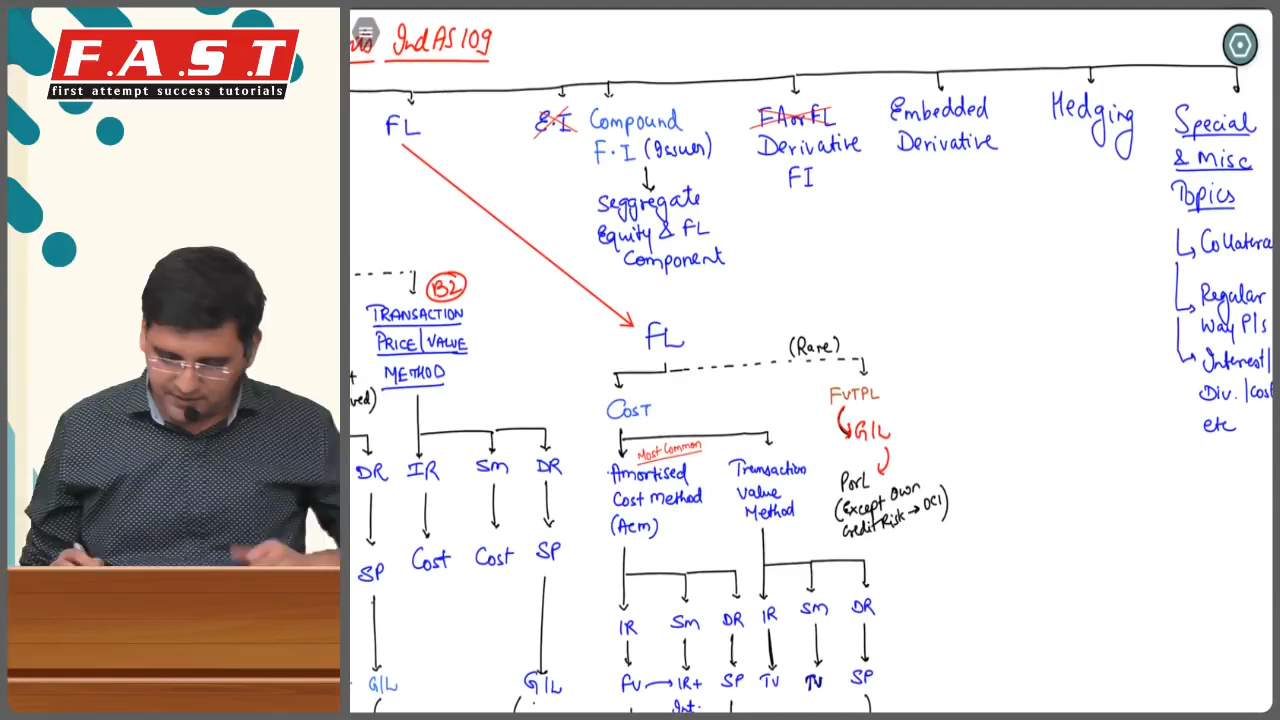 F.A.S.T
first attempt success tutorials
Ind AS 109
FL
E.I
Compound
F.I (Issuer)
Seggregate
Equity & FL
Component
FA or FL
Derivative
FI
Embedded
Derivative
Hedging
Special
& Misc
Topics
Collatera
Regular
Way P/s
Interest/
Div./Cost
etc
B2
TRANSACTION
PRICE/VALUE
METHOD
ved)
DR
IR
Sm
DR
SP
Cost
Cost
SP
G/L
G/L
FL
(Rare)
COST
FVTPL
G/L
PorL
(Except Own
Credit Risk → OCI)
Most Common
Amortised
Cost Method
(Acm)
Transaction
Value
Method
IR
Sm
DR
IR
Sm
DR
FV
IR+
Int.
SP
TV
TV
SP